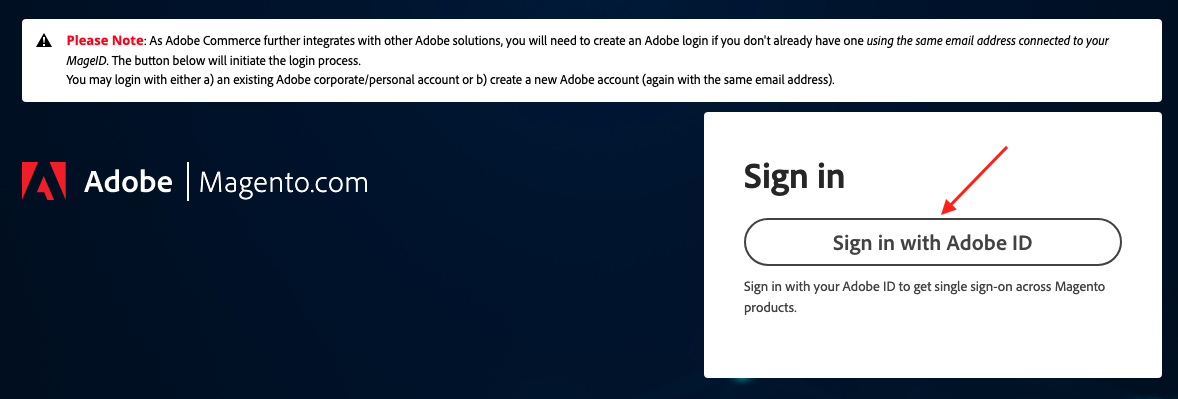 Please Note: As Adobe Commerce further integrates with other Adobe solutions, you will need to create an Adobe login if you don't already have one using the same email address connected to your
MageID. The button below will initiate the login process.
You may login with either a) an existing Adobe corporate/personal account or b) create a new Adobe account (again with the same email address).
Adobe | Magento.com
Sign in
Sign in with Adobe ID
Sign in with your Adobe ID to get single sign-on across Magento
products.